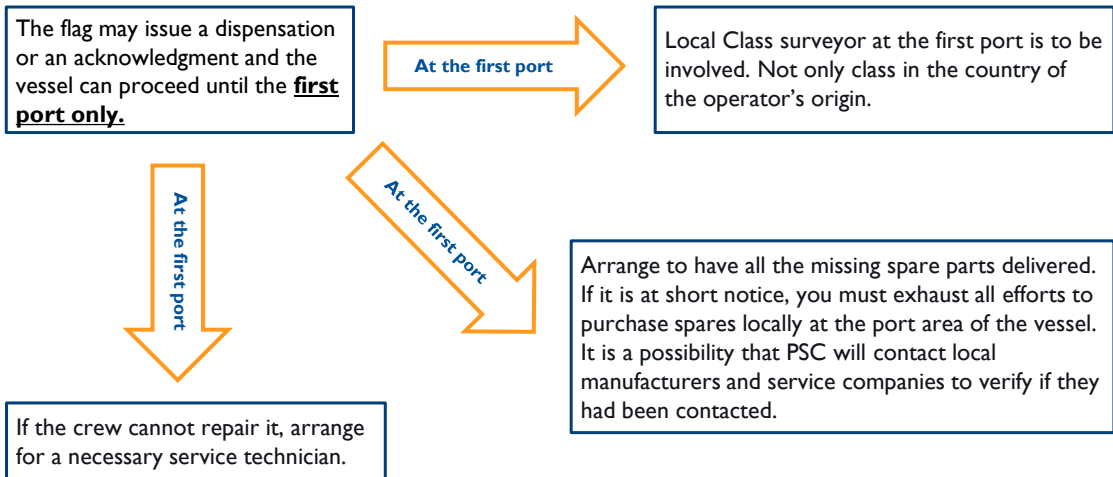 The flag may issue a dispensation
or an acknowledgment and the
vessel can proceed until the first
port only.
At the first port
Local Class surveyor at the first port is to be
involved. Not only class in the country of
the operator’s origin.
At the first port
At the first port
Arrange to have all the missing spare parts delivered.
If it is at short notice, you must exhaust all efforts to
purchase spares locally at the port area of the vessel.
It is a possibility that PSC will contact local
manufacturers and service companies to verify if they
had been contacted.
If the crew cannot repair it, arrange
for a necessary service technician.